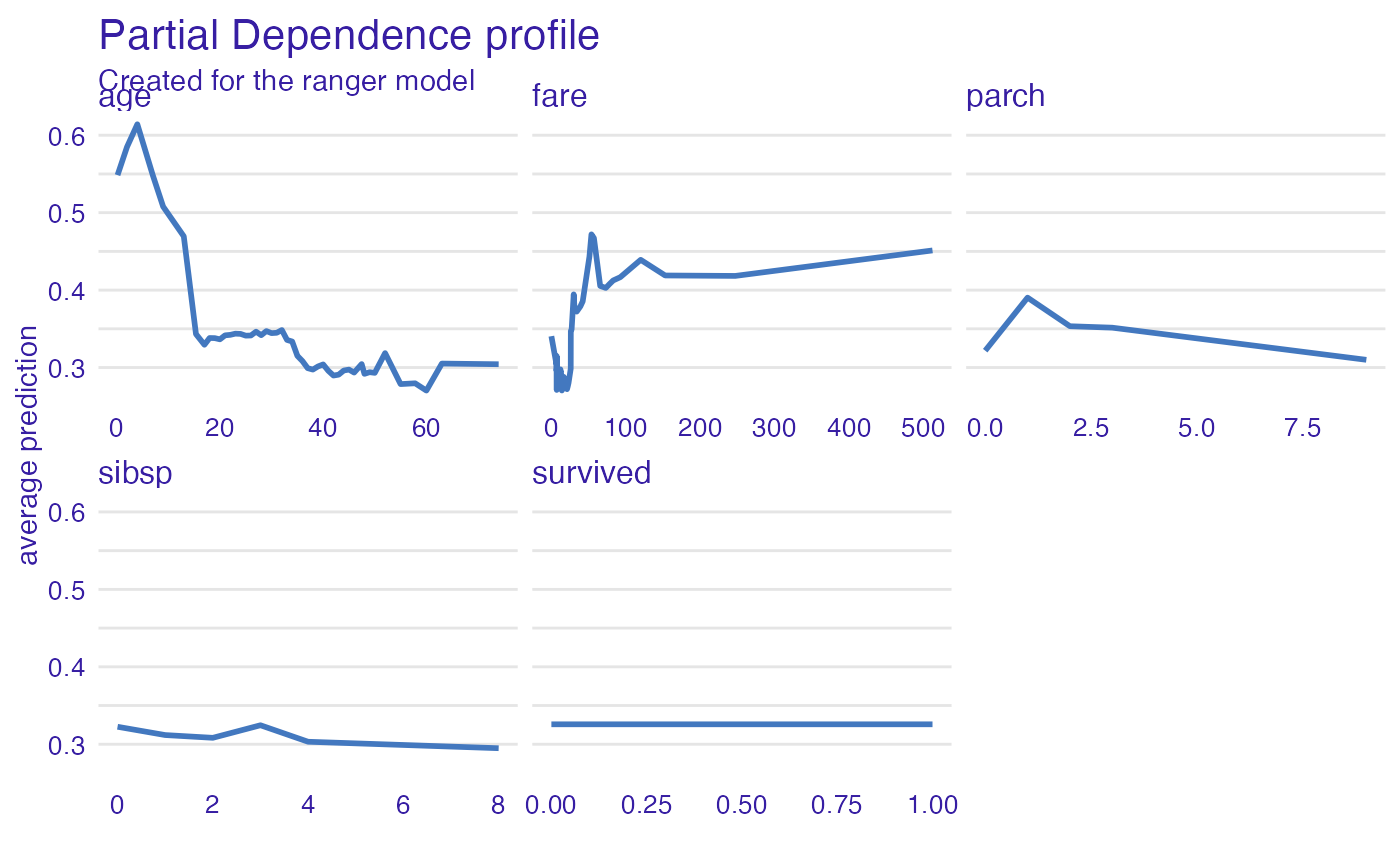 Partial Dependence profile
Created for the ranger model
age
fare
parch
0.6
0.5
0.4
0.3
0 20 40 60
0 100 200 300 400 500
0.0 2.5 5.0 7.5
average prediction
sibsp
survived
0.6
0.5
0.4
0.3
0 2 4 6 8
0.00 0.25 0.50 0.75 1.00